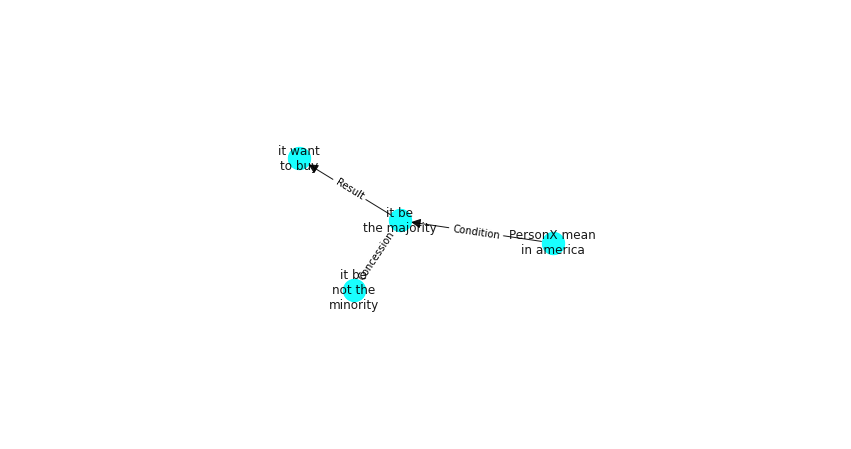 it want
to buy
Result
it be
the majority
Condition
PersonX mean
in america
Concession
it be
not the
minority